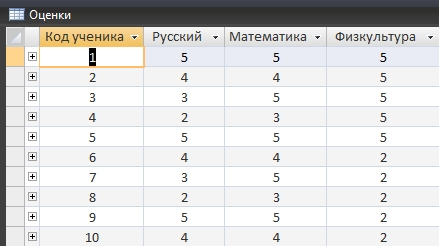 Оценки
Код ученика Русский Математика Физкультура
1 5 5 5
2 4 4 5
3 3 5 5
4 2 3 5
5 5 5 5
6 4 4 2
7 3 5 2
8 2 3 2
9 5 5 2
10 4 4 2